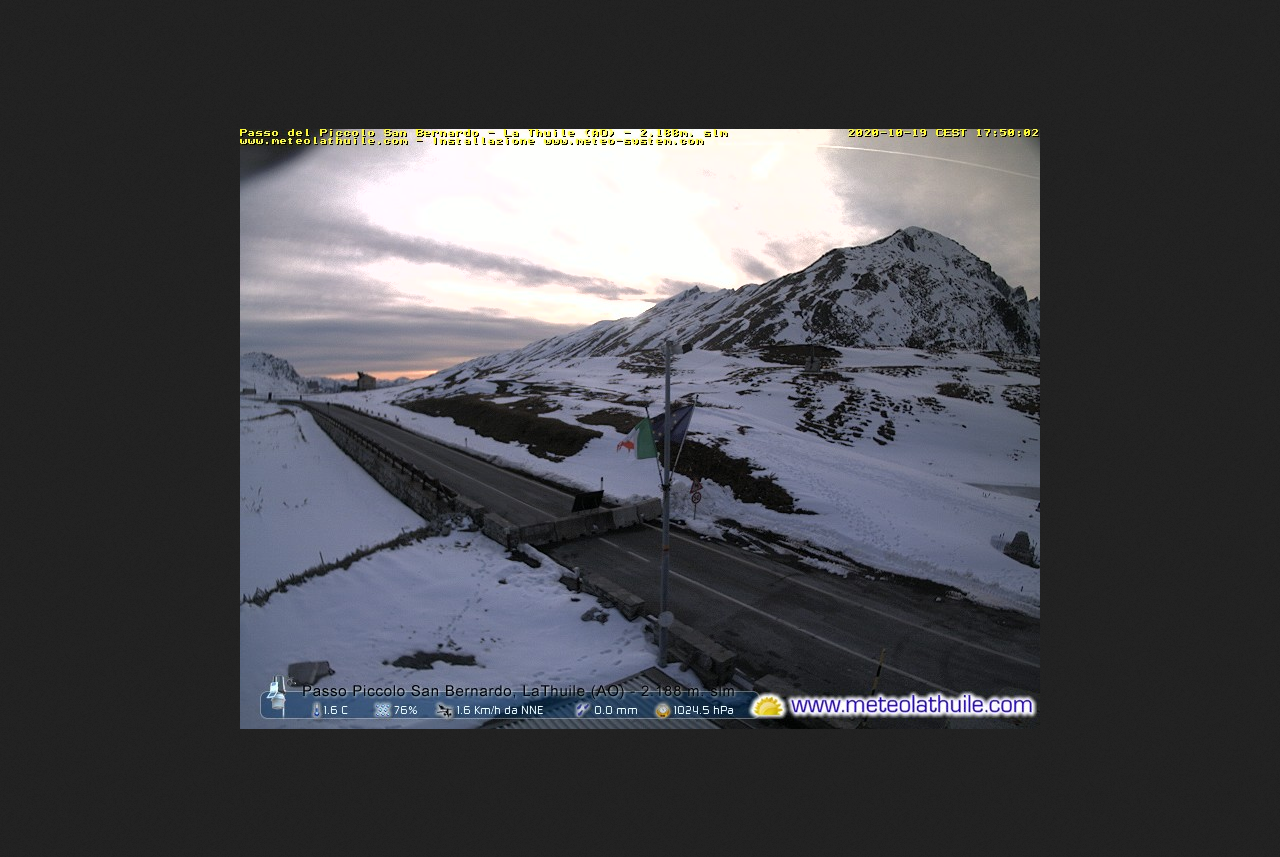 Passo del Piccolo San Bernardo - La Thuile (AO) - 2.188m. slm
2020-10-19 CEST 17:50:02
www.meteolathuile.com - Installazione www.meteo-system.com
Passo Piccolo San Bernardo, LaThuile (AO) - 2.188 m. slm
1.6 C 76% 1.6 Km/h da NNE 0.0 mm 1024.5 hPa
www.meteolathuile.com